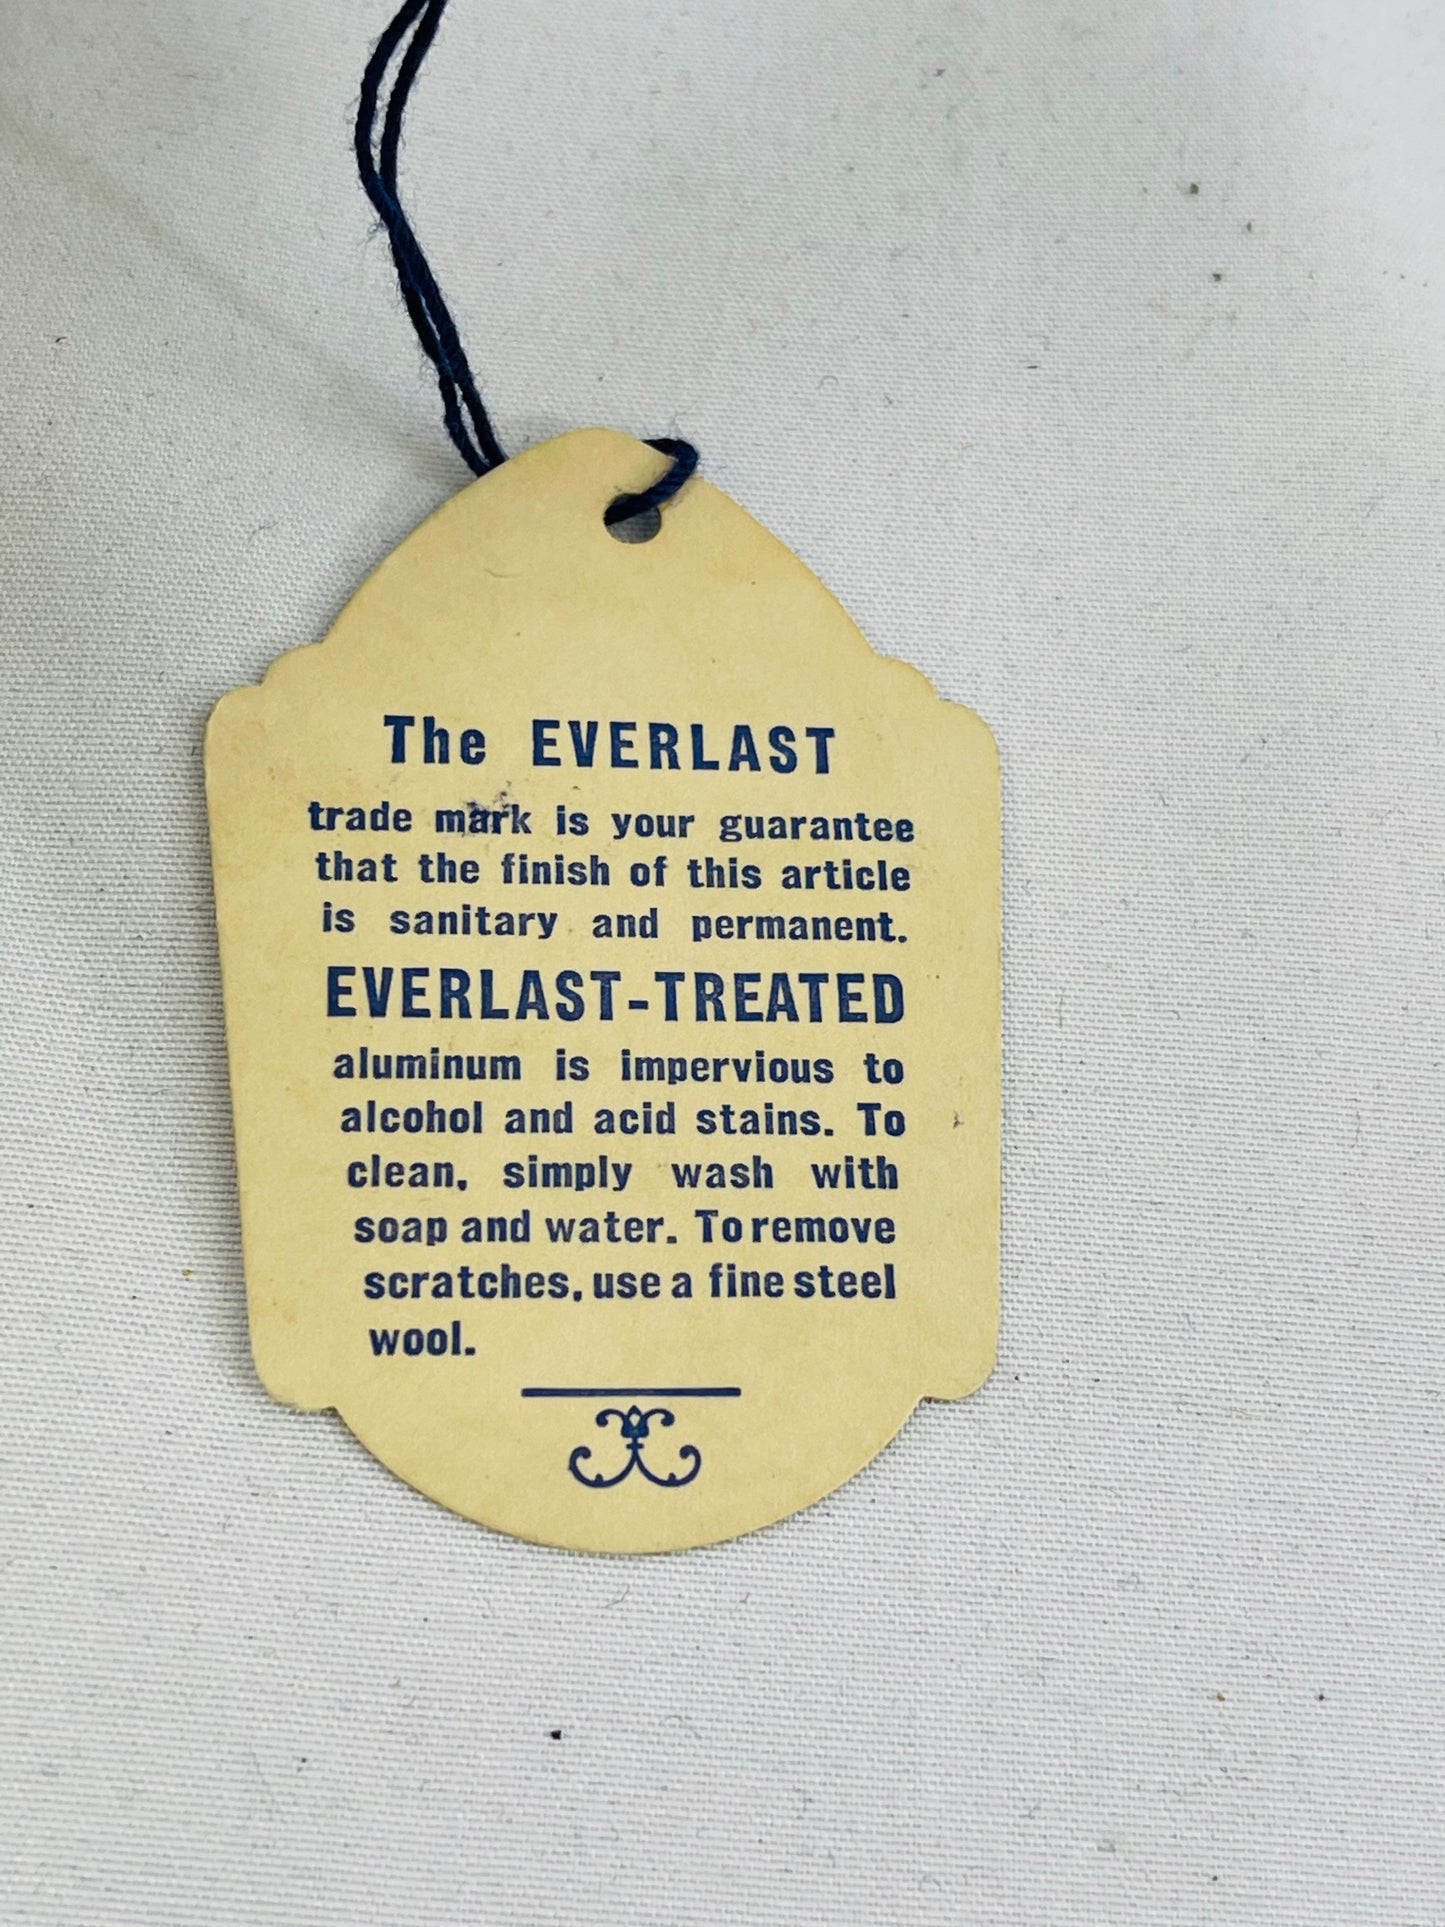 The EVERLAST
trade mark is your guarantee
that the finish of this article
is sanitary and permanent.
EVERLAST-TREATED
aluminum is impervious to
alcohol and acid stains. To
clean, simply wash with
soap and water. To remove
scratches, use a fine steel
wool.